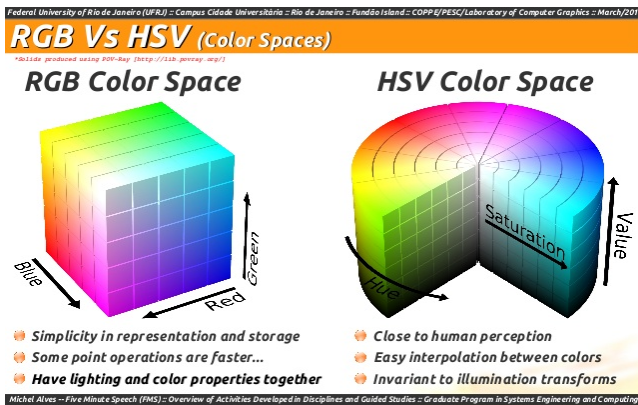 Federal University of Rio de Janeiro (UFRJ) :: Campus Cidade Universitária :: Rio de Janeiro :: Fundão Island :: COPPE/PESC/Laboratory of Computer Graphics :: March/201
RGB Vs HSV (Color Spaces)
*Solids produced using POV-Ray [http://lib.povray.org/]
RGB Color Space
HSV Color Space
Blue
Red
Green
Hue
Saturation
Value
Simplicity in representation and storage
Some point operations are faster...
Have lighting and color properties together
Close to human perception
Easy interpolation between colors
Invariant to illumination transforms
Michel Alves -- Five Minute Speech (FMS) :: Overview of Activities Developed in Disciplines and Guided Studies :: Graduate Program in Systems Engineering and Computing